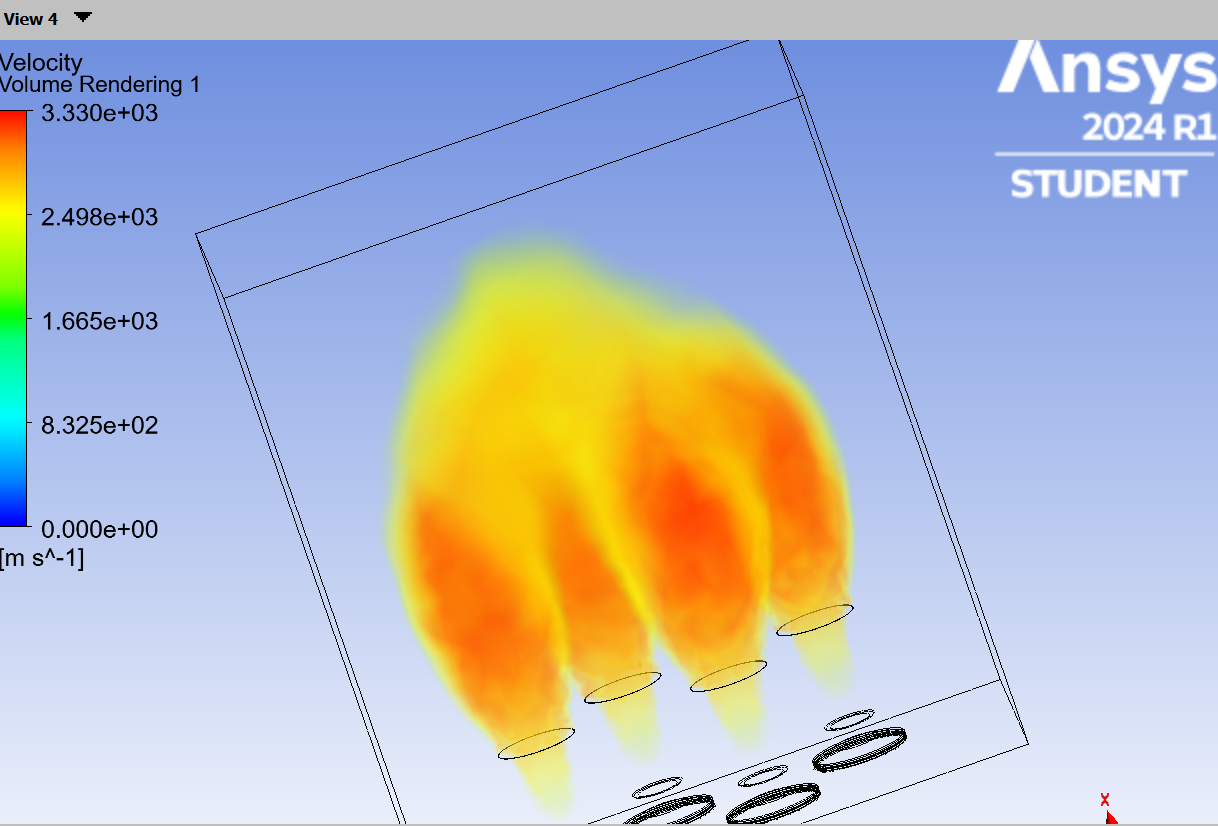 View 4
Velocity
Volume Rendering 1
3.330e+03
2.498e+03
1.665e+03
8.325e+02
0.000e+00
[m s^-1]
Ansys
2024 R1
STUDENT
X